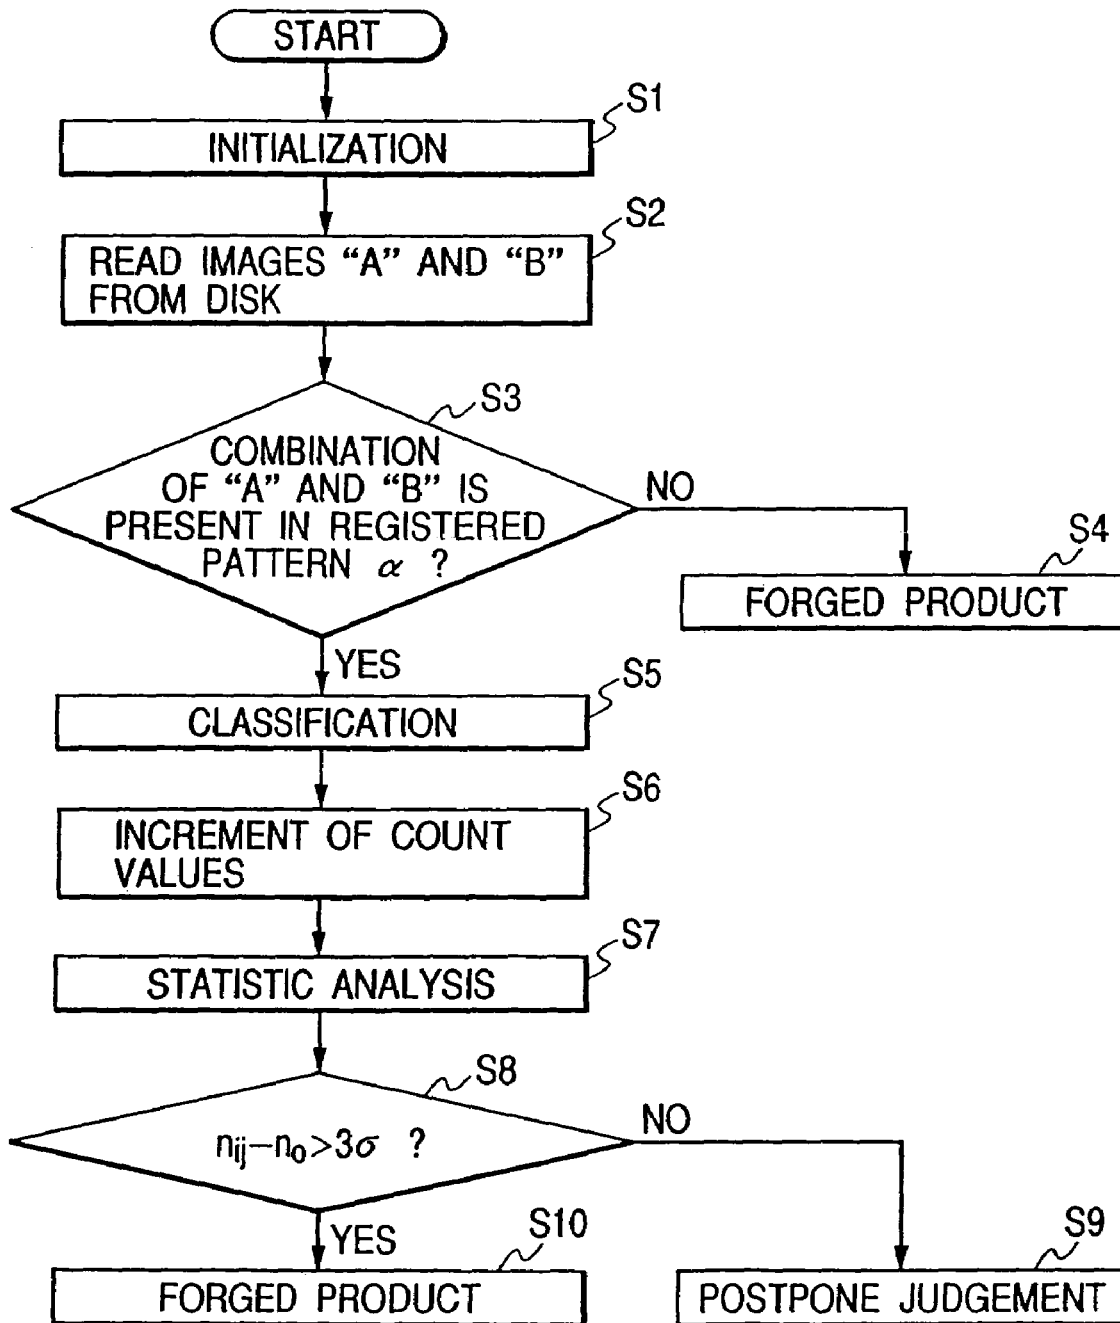 START
S1
INITIALIZATION
S2
READ IMAGES “A” AND “B”
FROM DISK
S3
COMBINATION
OF “A” AND “B” IS
PRESENT IN REGISTERED
PATTERN α ?
NO
S4
FORGED PRODUCT
YES
S5
CLASSIFICATION
S6
INCREMENT OF COUNT
VALUES
S7
STATISTIC ANALYSIS
S8
nij−no>3σ ?
NO
YES
S10
FORGED PRODUCT
S9
POSTPONE JUDGEMENT